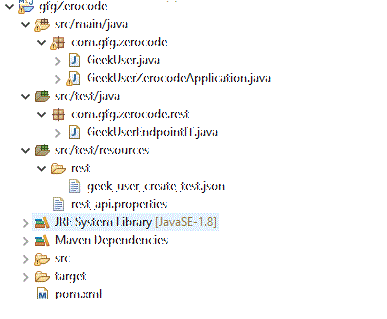 gfgZerocode
src/main/java
com.gfg.zerocode
GeekUser.java
GeekUserZerocodeApplication.java
src/test/java
com.gfg.zerocode.rest
GeekUserEndpointIT.java
src/test/resources
rest
geek_user_create_test.json
rest_api.properties
JRE System Library [JavaSE-1.8]
Maven Dependencies
src
target
pom.xml